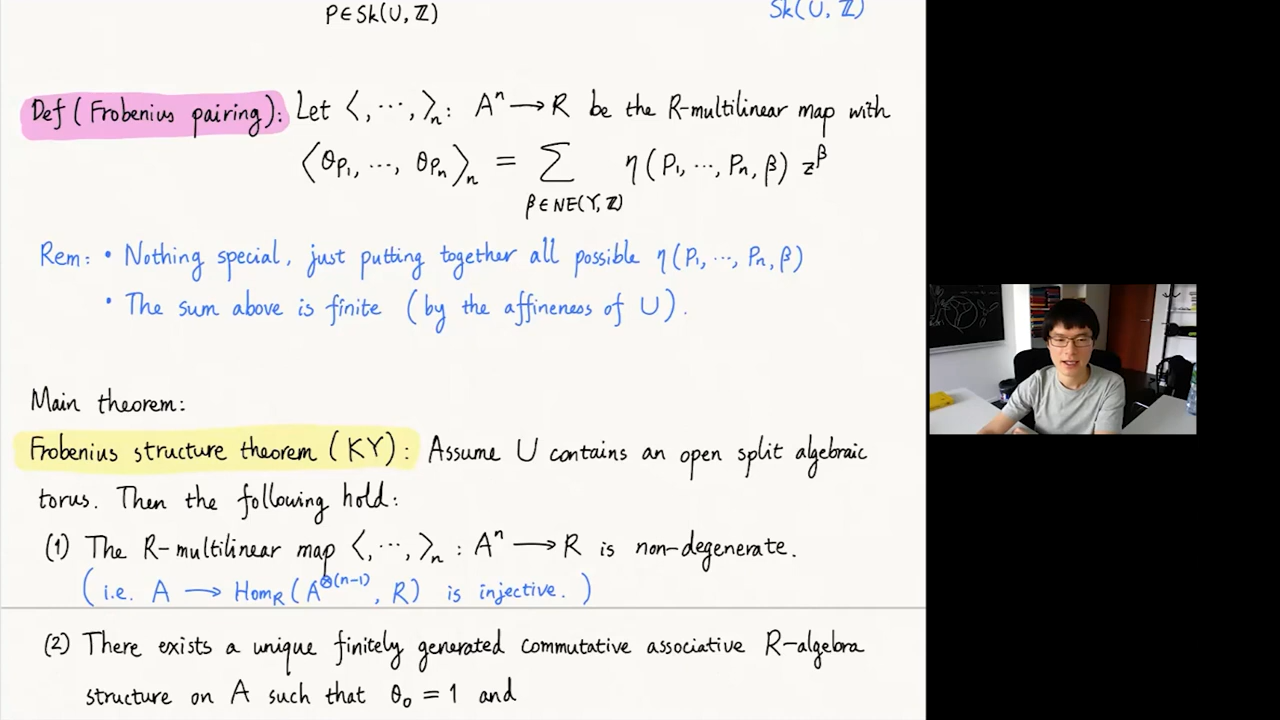 P ∈ Sk(U, ℤ)
Sk(U, ℤ)
Def (Frobenius pairing): Let ⟨, ⋯, ⟩ₙ : Aⁿ ⟶ R be the R-multilinear map with
⟨θ_{P₁}, ⋯, θ_{Pₙ}⟩ₙ = ∑ η(P₁, ⋯, Pₙ, β) z^β
β ∈ NE(Y, ℤ)
Rem: • Nothing special, just putting together all possible η(P₁, ⋯, Pₙ, β)
• The sum above is finite (by the affineness of U).
Main theorem:
Frobenius structure theorem (KY): Assume U contains an open split algebraic
torus. Then the following hold:
(1) The R-multilinear map ⟨, ⋯, ⟩ₙ : Aⁿ ⟶ R is non-degenerate.
(i.e. A ⟶ Hom_R(A^{⊗(n-1)}, R) is injective.)
(2) There exists a unique finitely generated commutative associative R-algebra
structure on A such that θ₀ = 1 and